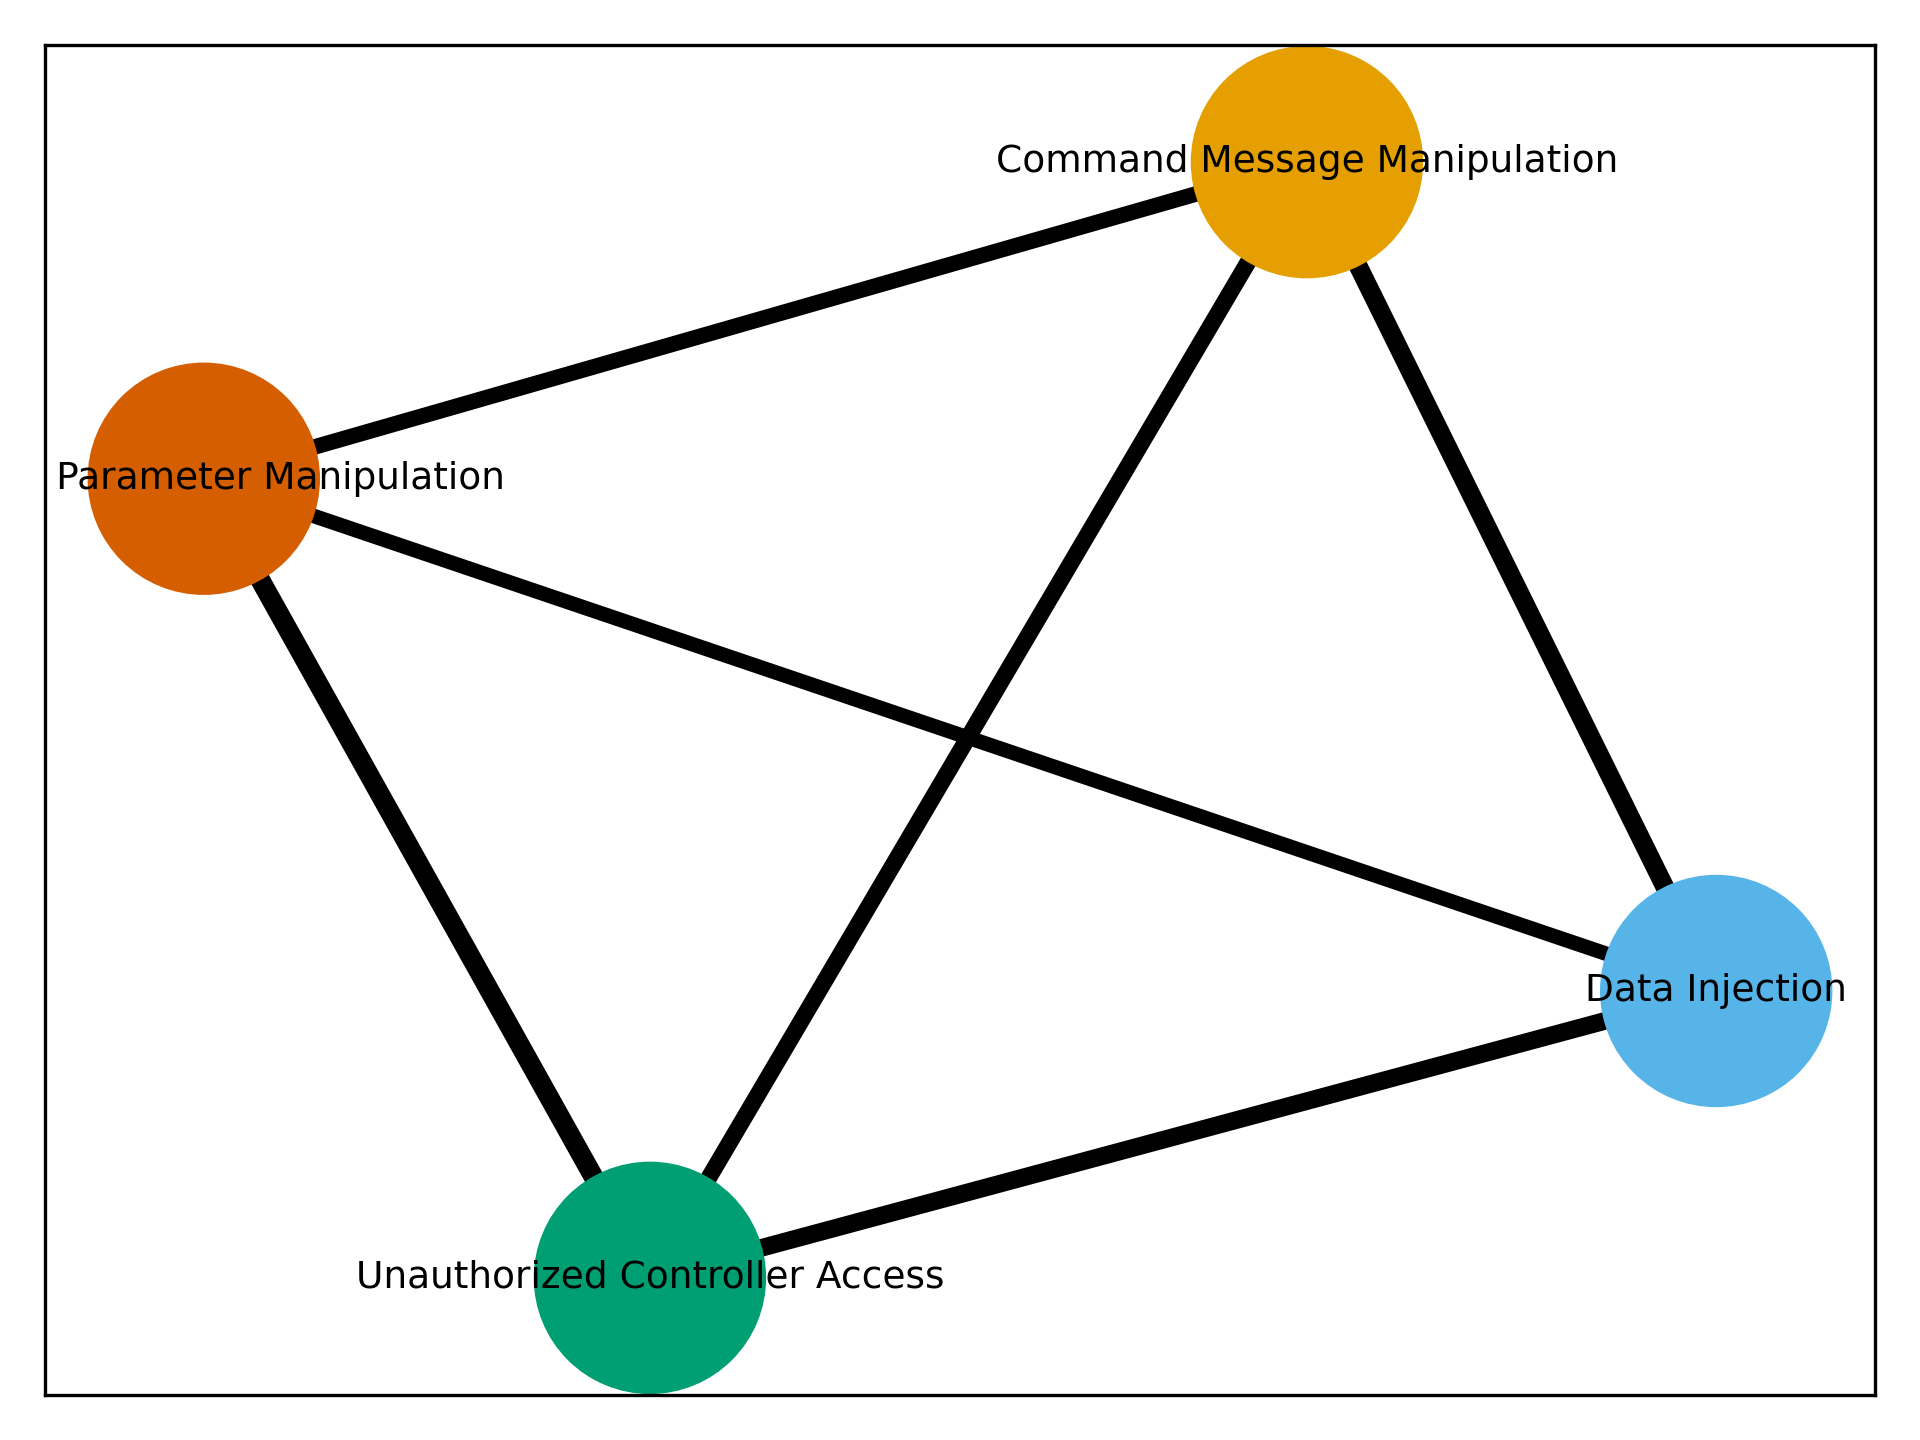 Command Message Manipulation
Parameter Manipulation
Data Injection
Unauthorized Controller Access